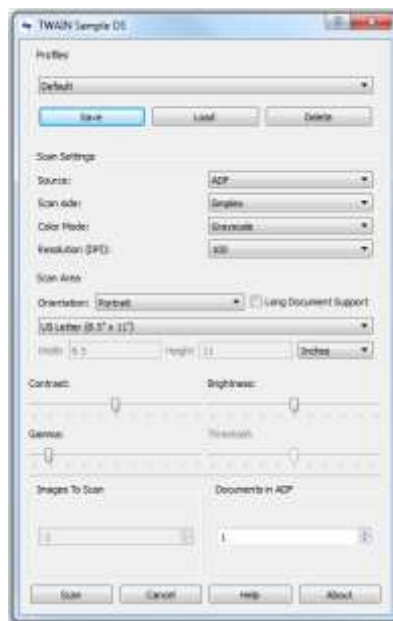 TWAIN Sample DS
Profiles
Default
Save Load Delete
Scan Settings
Source: ADF
Scan side: Simplex
Color Mode: Grayscale
Resolution (DPI): 100
Scan Area
Orientation: Portrait Long Document Support
US Letter (8.5" x 11")
Width 8.5 Height 11 Inches
Contrast: Brightness:
Gamma: Threshold:
Images To Scan Documents in ADF
1
Scan Cancel Help About